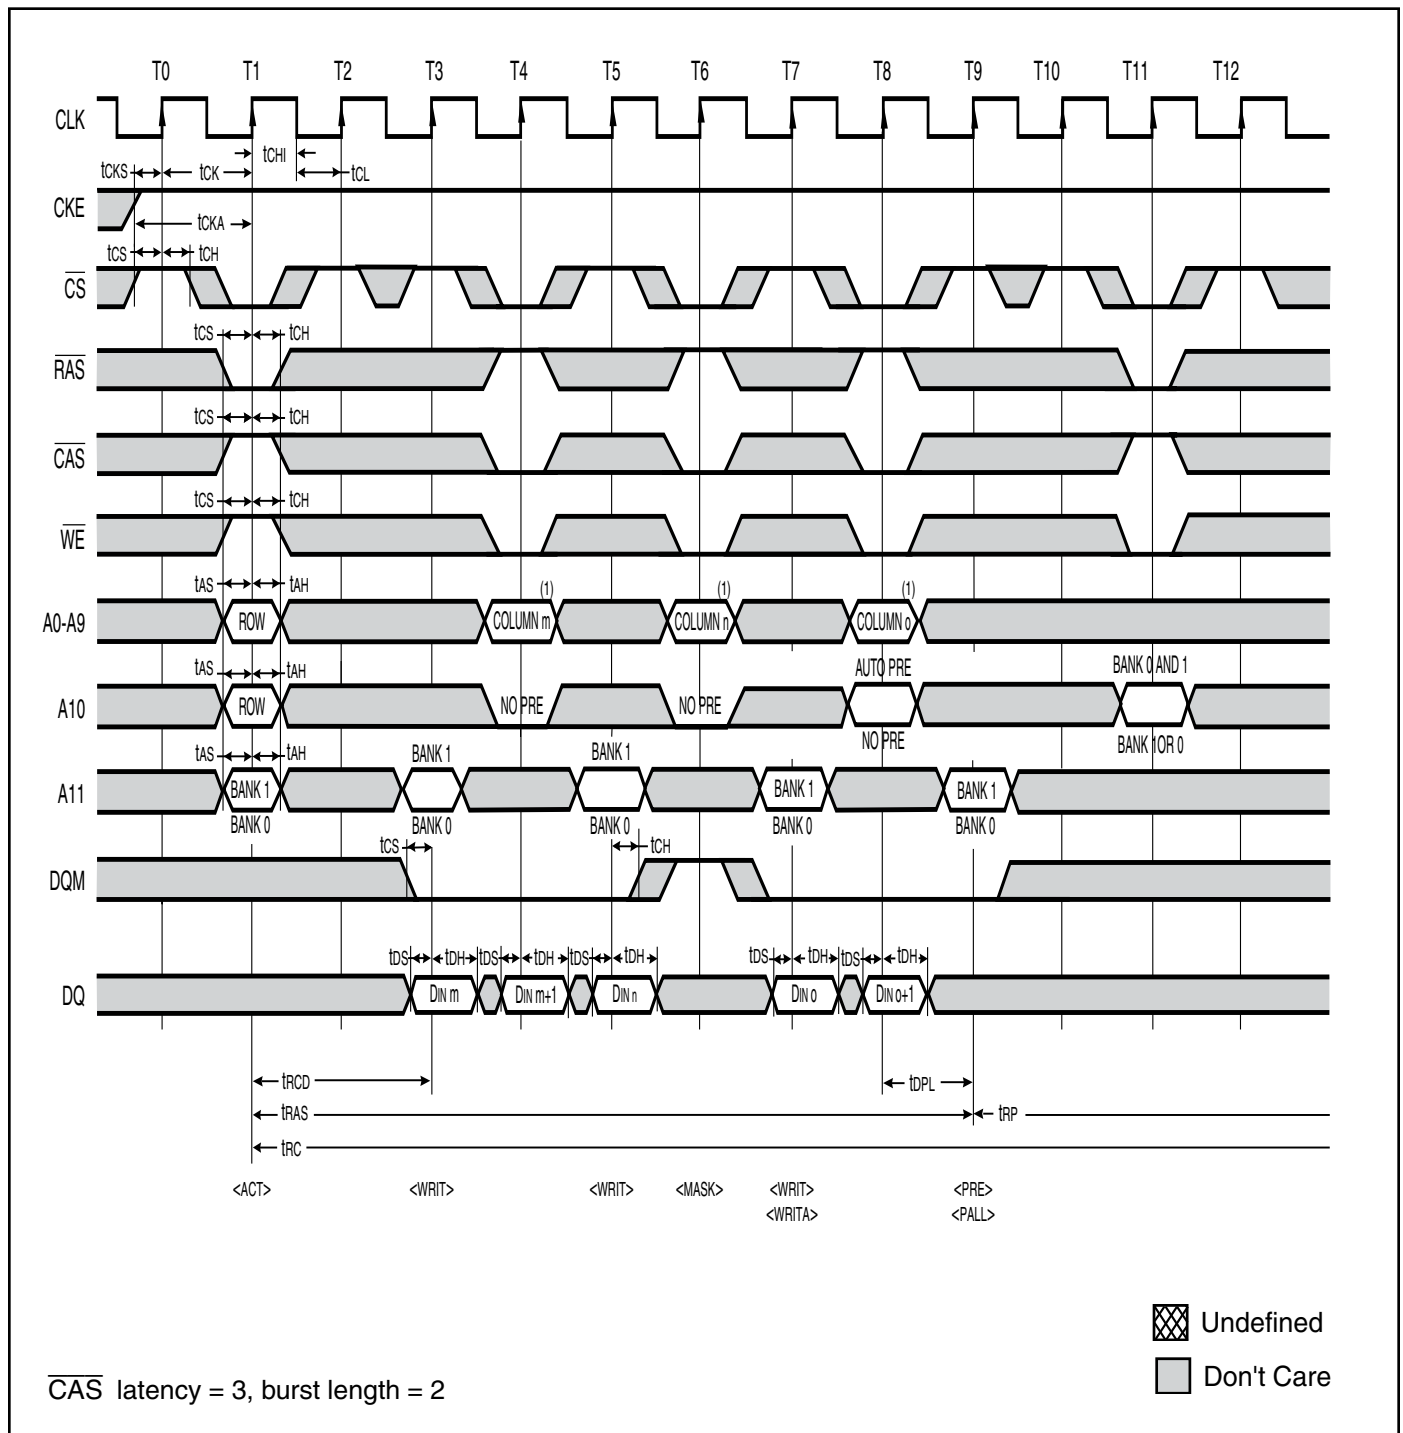 T0 T1 T2 T3 T4 T5 T6 T7 T8 T9 T10 T11 T12
CLK
tCHI
tCKS tCK tCL
CKE
tCKA
tCS tCH
CS
tCS tCH
RAS
tCS tCH
CAS
tCS tCH
WE
tAS tAH (1) (1) (1)
A0-A9 ROW COLUMN m COLUMN n COLUMN o
tAS tAH AUTO PRE BANK 0 AND 1
A10 ROW NO PRE NO PRE
NO PRE BANK 1OR 0
tAS tAH BANK 1 BANK 1
A11 BANK 1 BANK 1 BANK 1
BANK 0 BANK 0 BANK 0 BANK 0 BANK 0
tCS tCH
DQM
tDS tDH tDS tDH tDS tDH tDS tDH tDS tDH
DQ DIN m DIN m+1 DIN n DIN o DIN o+1
tRCD tDPL
tRAS tRP
tRC
<ACT> <WRIT> <WRIT> <MASK> <WRIT> <PRE>
<WRITA> <PALL>
Undefined
Don't Care
CAS latency = 3, burst length = 2